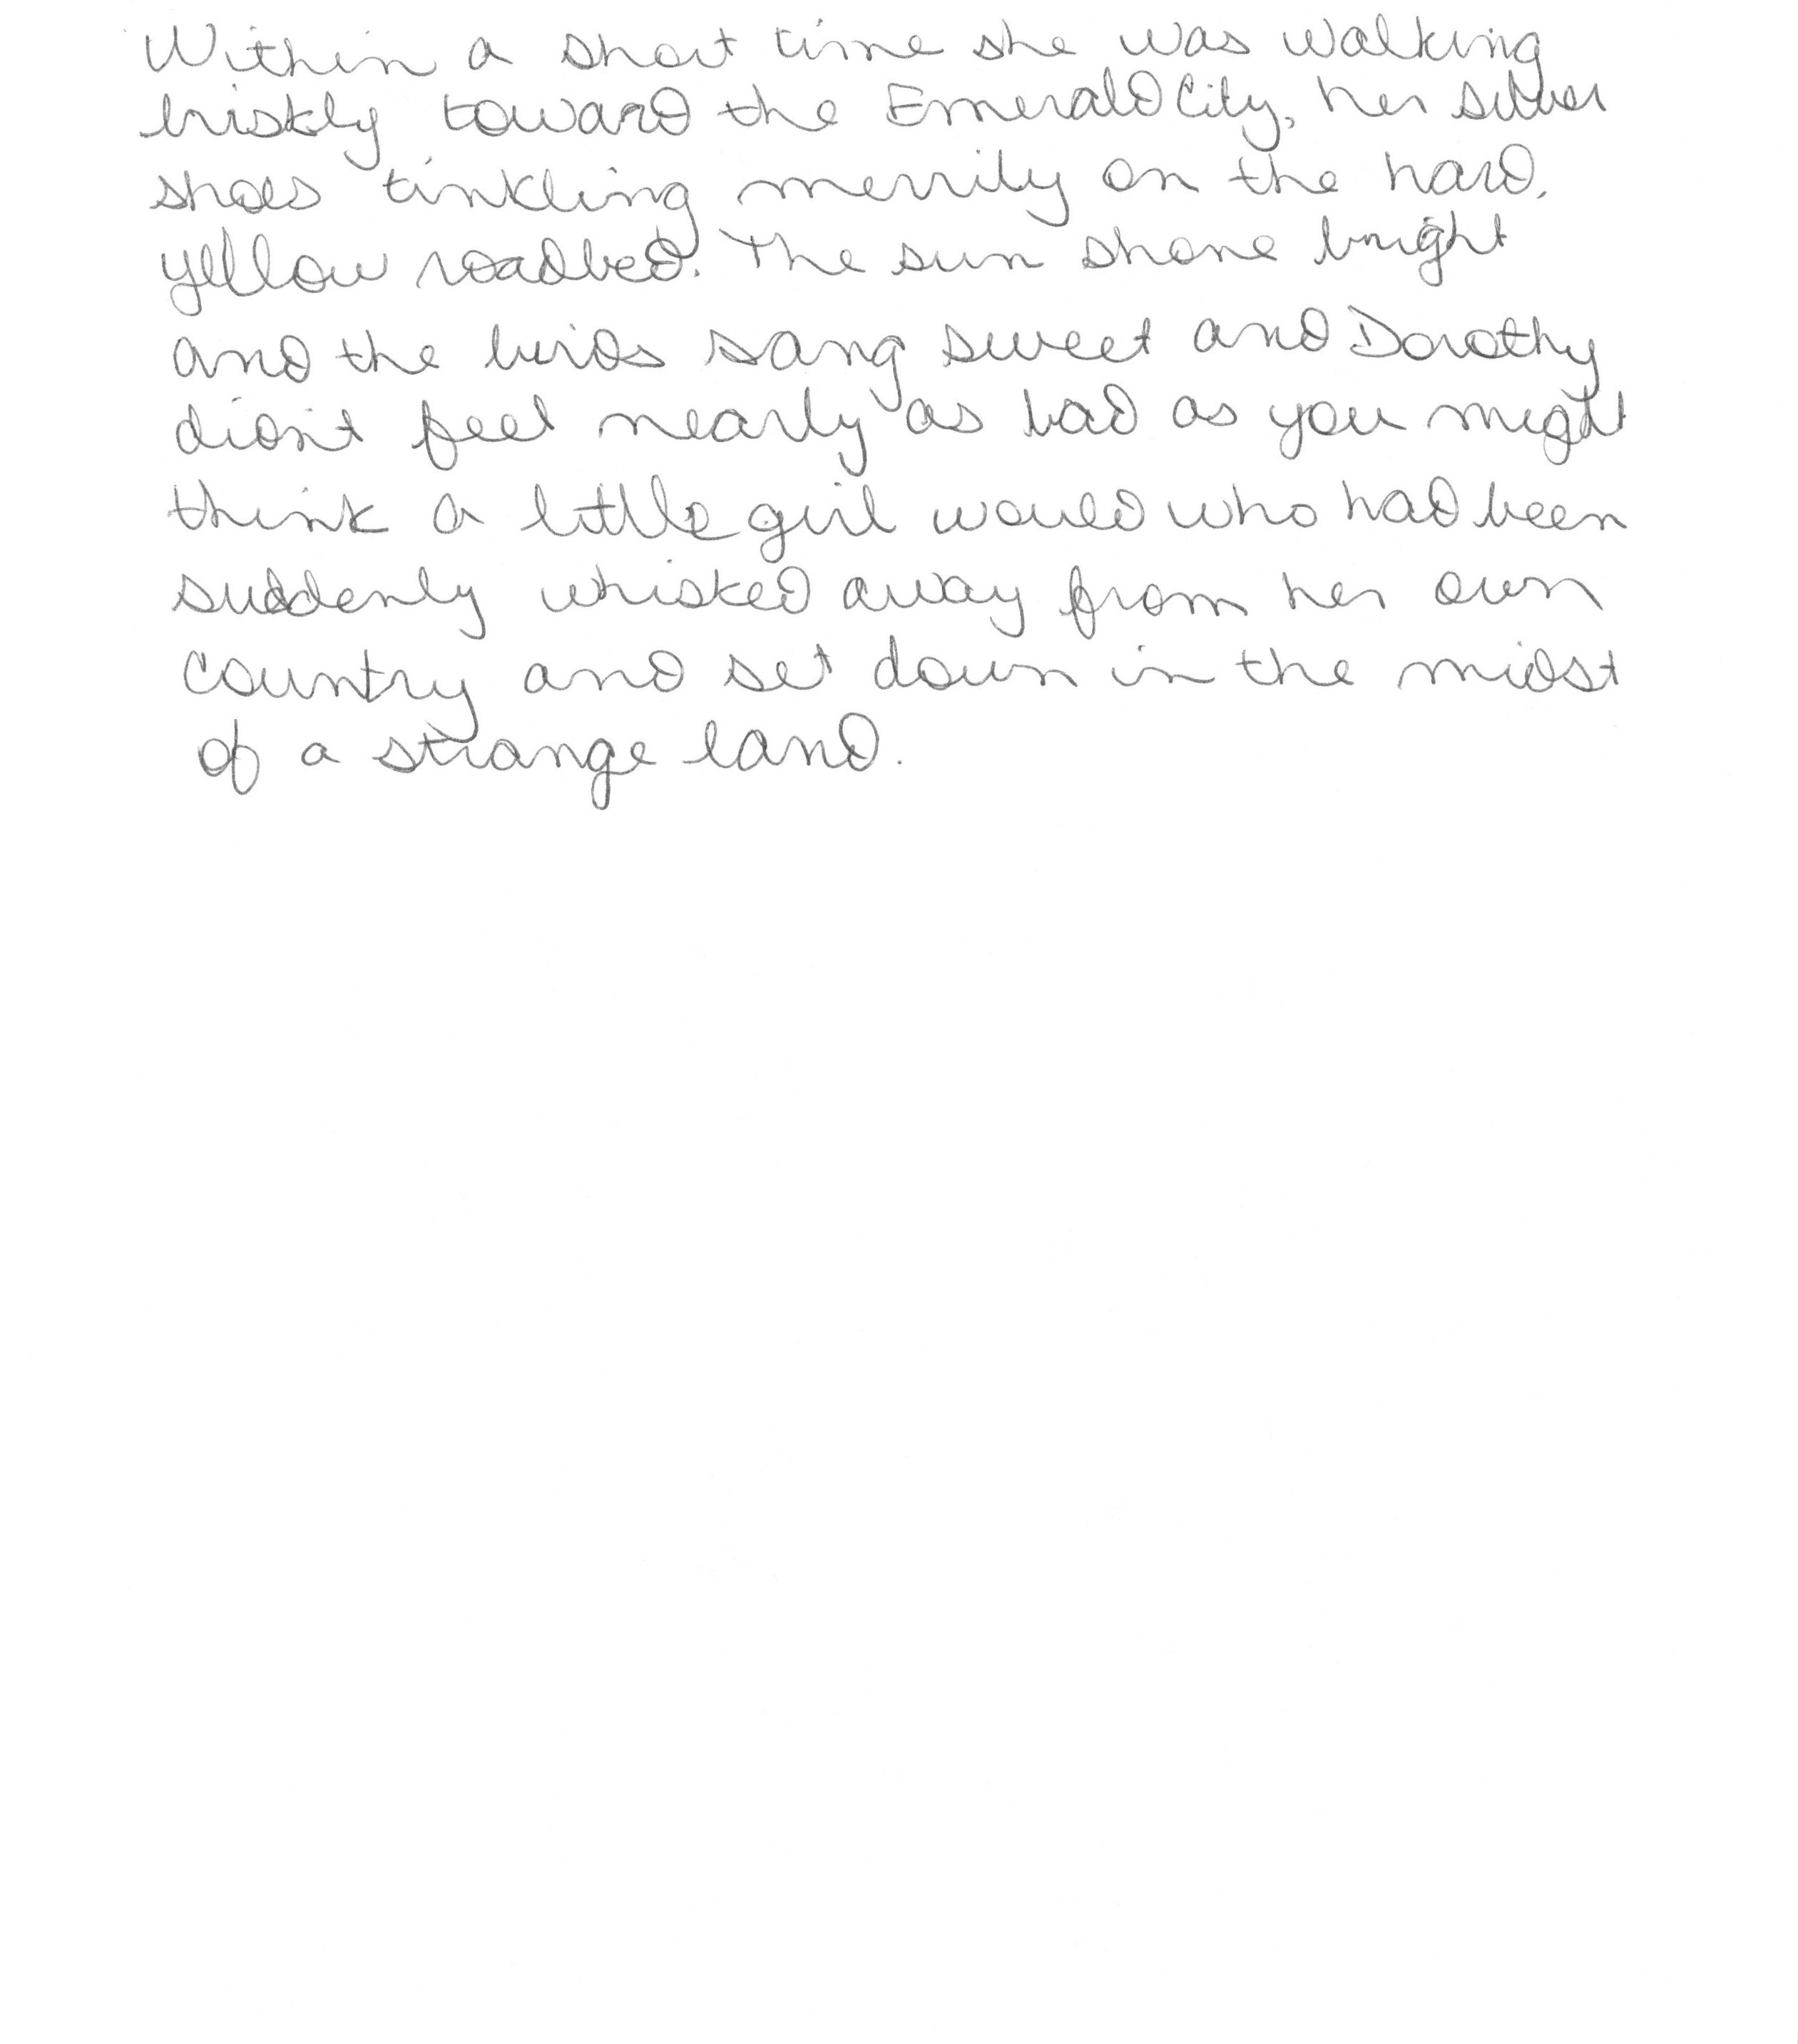 Within a short time she was walking
briskly toward the Emerald City, her silver
shoes tinkling merrily on the hard,
yellow roadbed. The sun shone bright
and the birds sang sweet and Dorothy
didn't feel nearly as bad as you might
think a little girl would who had been
suddenly whisked away from her own
country and set down in the midst
of a strange land.